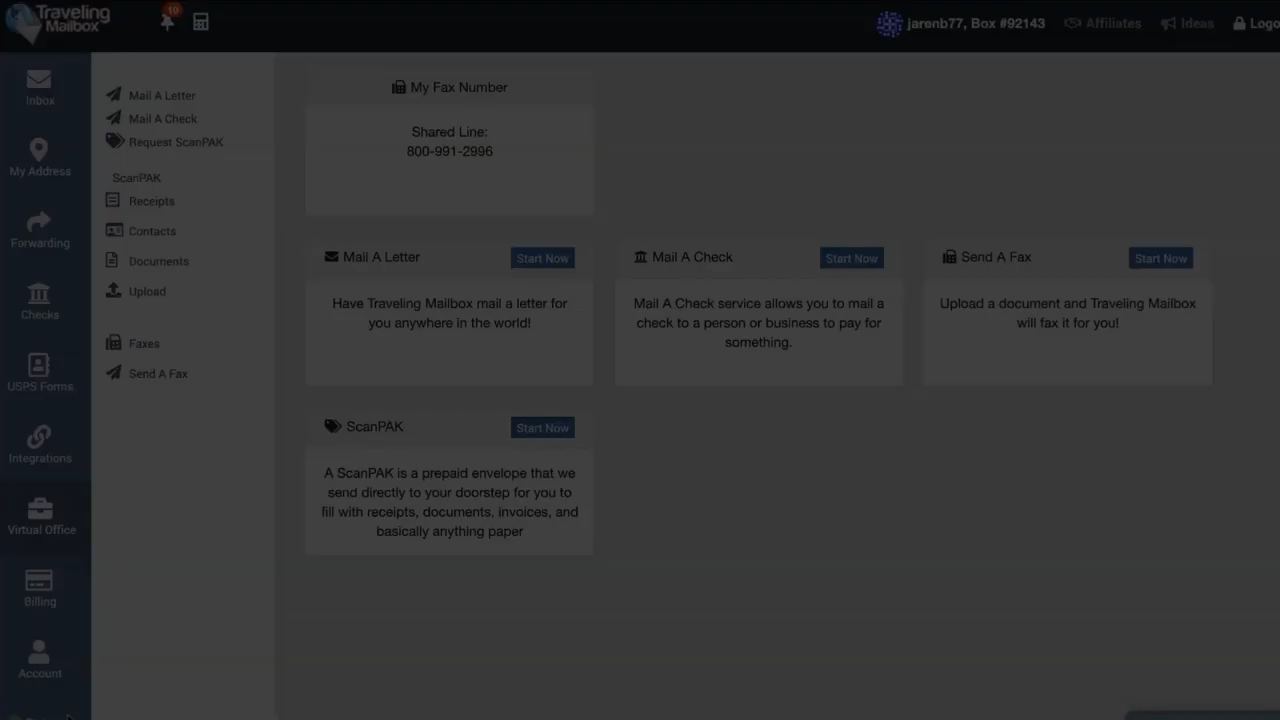 Traveling
Mailbox
10
jarenb77, Box #92143
Affiliates
Ideas
Logo
Inbox
My Address
Forwarding
Checks
USPS Forms
Integrations
Virtual Office
Billing
Account
Mail A Letter
Mail A Check
Request ScanPAK
ScanPAK
Receipts
Contacts
Documents
Upload
Faxes
Send A Fax
My Fax Number
Shared Line:
800-991-2996
Mail A Letter
Start Now
Have Traveling Mailbox mail a letter for
you anywhere in the world!
Mail A Check
Start Now
Mail A Check service allows you to mail a
check to a person or business to pay for
something.
Send A Fax
Start Now
Upload a document and Traveling Mailbox
will fax it for you!
ScanPAK
Start Now
A ScanPAK is a prepaid envelope that we
send directly to your doorstep for you to
fill with receipts, documents, invoices, and
basically anything paper